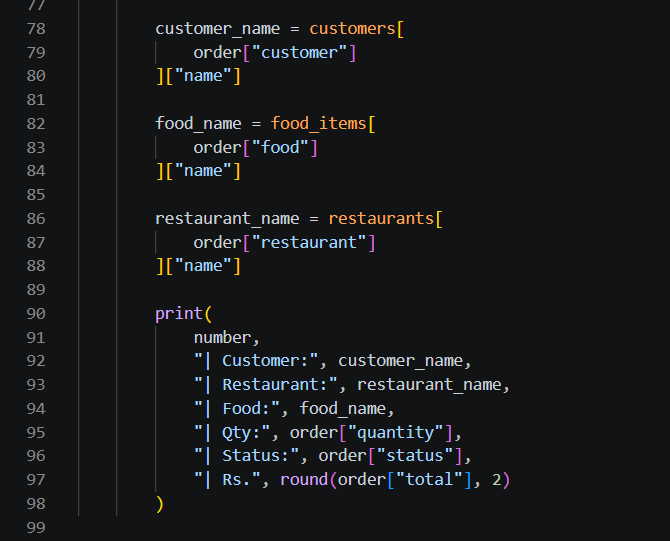 77
78 customer_name = customers[
79 order["customer"]
80 ]["name"]
81
82 food_name = food_items[
83 order["food"]
84 ]["name"]
85
86 restaurant_name = restaurants[
87 order["restaurant"]
88 ]["name"]
89
90 print(
91 number,
92 "| Customer:", customer_name,
93 "| Restaurant:", restaurant_name,
94 "| Food:", food_name,
95 "| Qty:", order["quantity"],
96 "| Status:", order["status"],
97 "| Rs.", round(order["total"], 2)
98 )
99